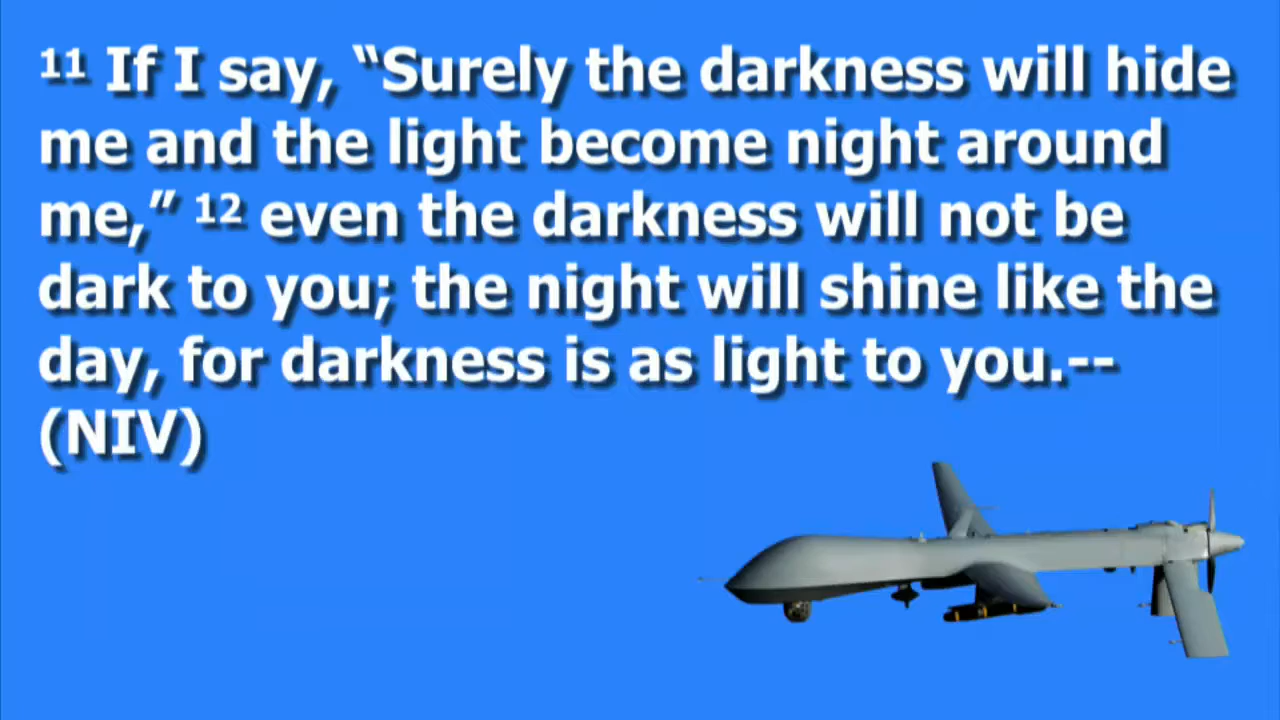 11 If I say, “Surely the darkness will hide
me and the light become night around
me,” 12 even the darkness will not be
dark to you; the night will shine like the
day, for darkness is as light to you.--
(NIV)